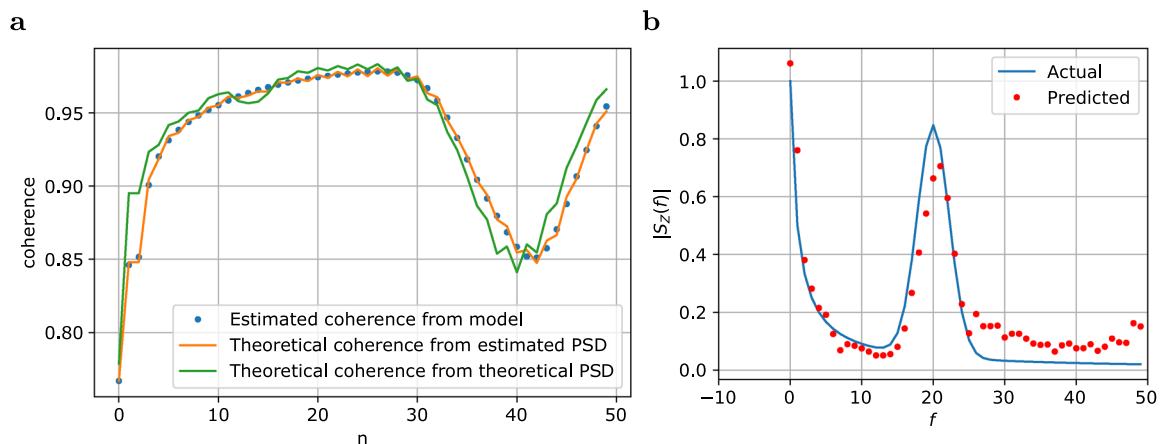 a
0.95
0.90
0.85
0.80
coherence
Estimated coherence from model
Theoretical coherence from estimated PSD
Theoretical coherence from theoretical PSD
0 10 20 30 40 50
n
b
1.0
0.8
0.6
0.4
0.2
0.0
|S_Z(f)|
Actual
Predicted
−10 0 10 20 30 40 50
f